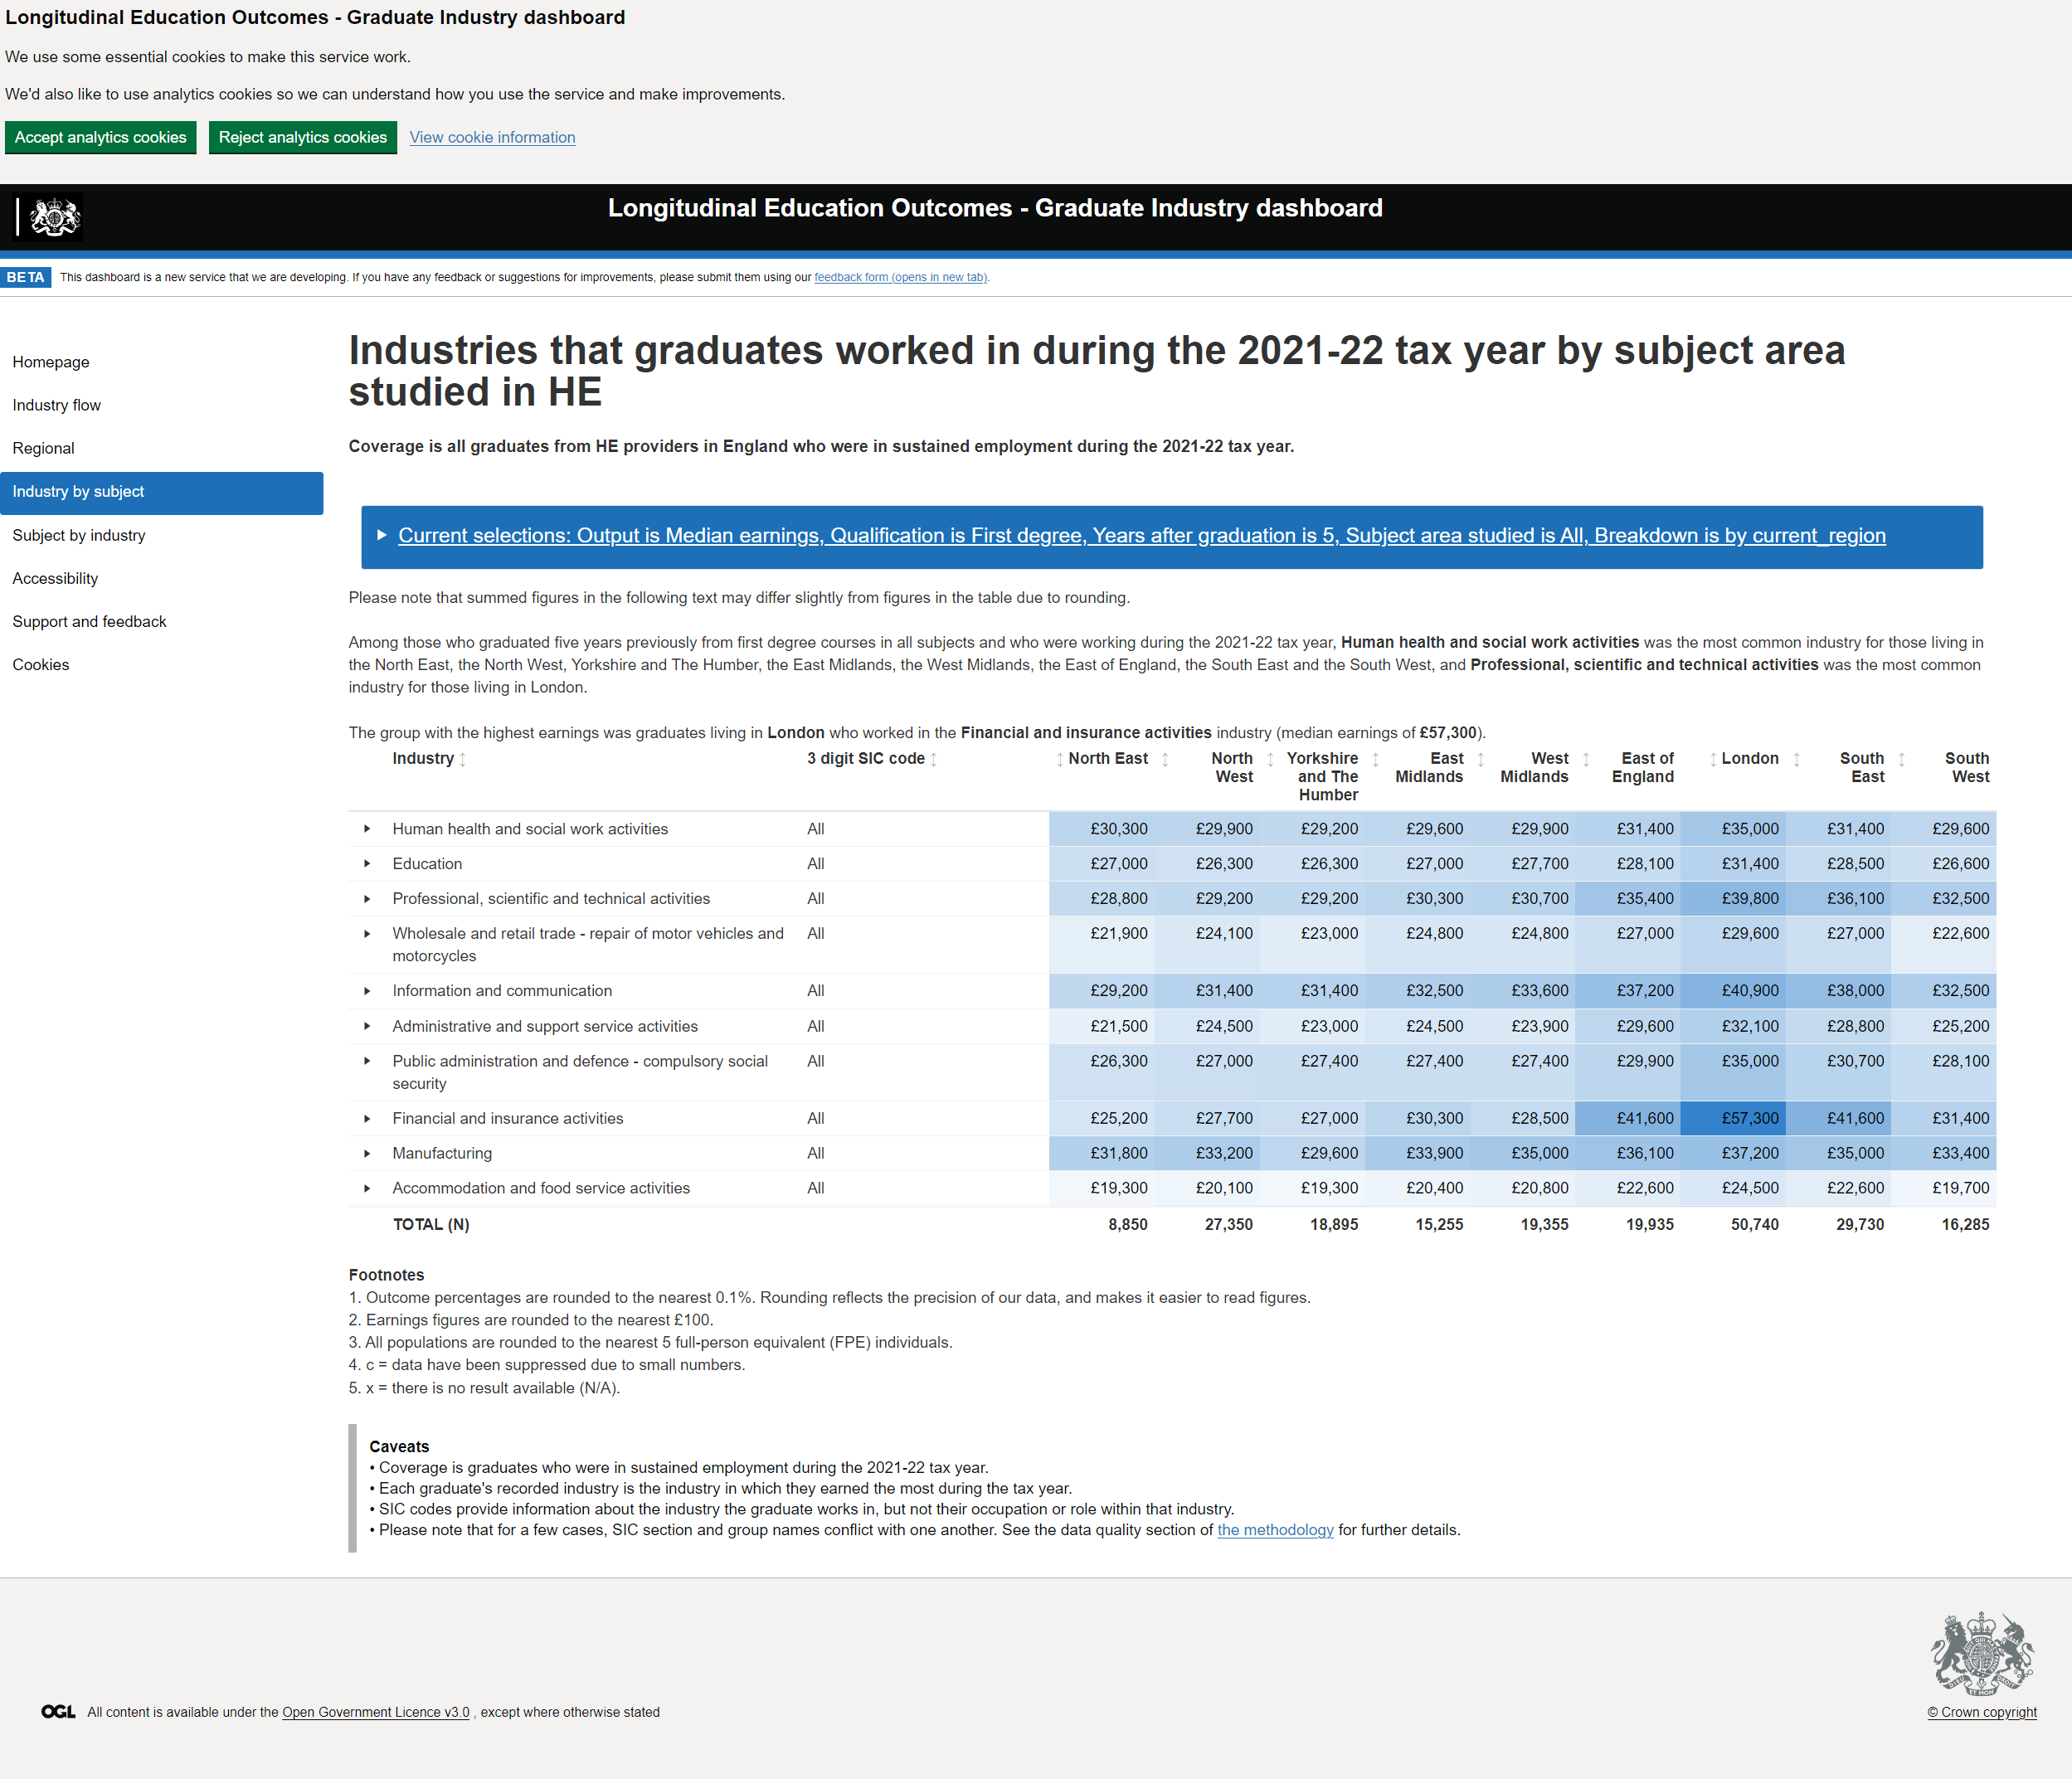 Longitudinal Education Outcomes - Graduate Industry dashboard
We use some essential cookies to make this service work.
We'd also like to use analytics cookies so we can understand how you use the service and make improvements.
Accept analytics cookies Reject analytics cookies View cookie information
Longitudinal Education Outcomes - Graduate Industry dashboard
BETA This dashboard is a new service that we are developing. If you have any feedback or suggestions for improvements, please submit them using our feedback form (opens in new tab).
Homepage
Industry flow
Regional
Industry by subject
Subject by industry
Accessibility
Support and feedback
Cookies
Industries that graduates worked in during the 2021-22 tax year by subject area
studied in HE
Coverage is all graduates from HE providers in England who were in sustained employment during the 2021-22 tax year.
Current selections: Output is Median earnings, Qualification is First degree, Years after graduation is 5, Subject area studied is All, Breakdown is by current_region
Please note that summed figures in the following text may differ slightly from figures in the table due to rounding.
Among those who graduated five years previously from first degree courses in all subjects and who were working during the 2021-22 tax year, Human health and social work activities was the most common industry for those living in
the North East, the North West, Yorkshire and The Humber, the East Midlands, the West Midlands, the East of England, the South East and the South West, and Professional, scientific and technical activities was the most common
industry for those living in London.
The group with the highest earnings was graduates living in London who worked in the Financial and insurance activities industry (median earnings of £57,300).
Industry 3 digit SIC code North East North West Yorkshire and The Humber East Midlands West Midlands East of England London South East South West
Human health and social work activities All £30,300 £29,900 £29,200 £29,600 £29,900 £31,400 £35,000 £31,400 £29,600
Education All £27,000 £26,300 £26,300 £27,000 £27,700 £28,100 £31,400 £28,500 £26,600
Professional, scientific and technical activities All £28,800 £29,200 £29,200 £30,300 £30,700 £35,400 £39,800 £36,100 £32,500
Wholesale and retail trade - repair of motor vehicles and All £21,900 £24,100 £23,000 £24,800 £24,800 £27,000 £29,600 £27,000 £22,600
motorcycles
Information and communication All £29,200 £31,400 £31,400 £32,500 £33,600 £37,200 £40,900 £38,000 £32,500
Administrative and support service activities All £21,500 £24,500 £23,000 £24,500 £23,900 £29,600 £32,100 £28,800 £25,200
Public administration and defence - compulsory social All £26,300 £27,000 £27,400 £27,400 £27,400 £29,900 £35,000 £30,700 £28,100
security
Financial and insurance activities All £25,200 £27,700 £27,000 £30,300 £28,500 £41,600 £57,300 £41,600 £31,400
Manufacturing All £31,800 £33,200 £29,600 £33,900 £35,000 £36,100 £37,200 £35,000 £33,400
Accommodation and food service activities All £19,300 £20,100 £19,300 £20,400 £20,800 £22,600 £24,500 £22,600 £19,700
TOTAL (N) 8,850 27,350 18,895 15,255 19,355 19,935 50,740 29,730 16,285
Footnotes
1. Outcome percentages are rounded to the nearest 0.1%. Rounding reflects the precision of our data, and makes it easier to read figures.
2. Earnings figures are rounded to the nearest £100.
3. All populations are rounded to the nearest 5 full-person equivalent (FPE) individuals.
4. c = data have been suppressed due to small numbers.
5. x = there is no result available (N/A).
Caveats
• Coverage is graduates who were in sustained employment during the 2021-22 tax year.
• Each graduate's recorded industry is the industry in which they earned the most during the tax year.
• SIC codes provide information about the industry the graduate works in, but not their occupation or role within that industry.
• Please note that for a few cases, SIC section and group names conflict with one another. See the data quality section of the methodology for further details.
OGL All content is available under the Open Government Licence v3.0 , except where otherwise stated
© Crown copyright